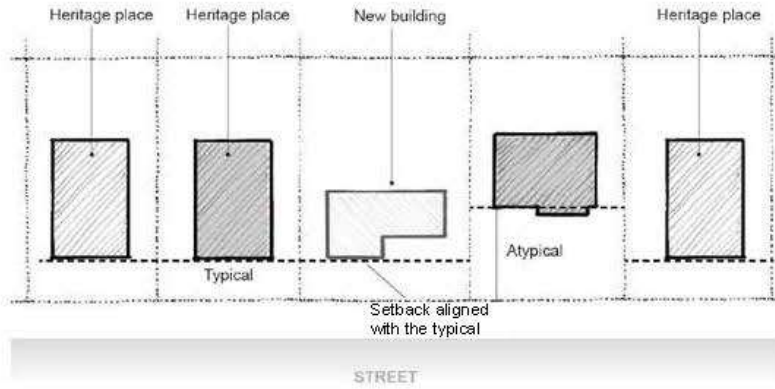 Heritage place
Heritage place
New building
Heritage place
Typical
Atypical
Setback aligned
with the typical
STREET